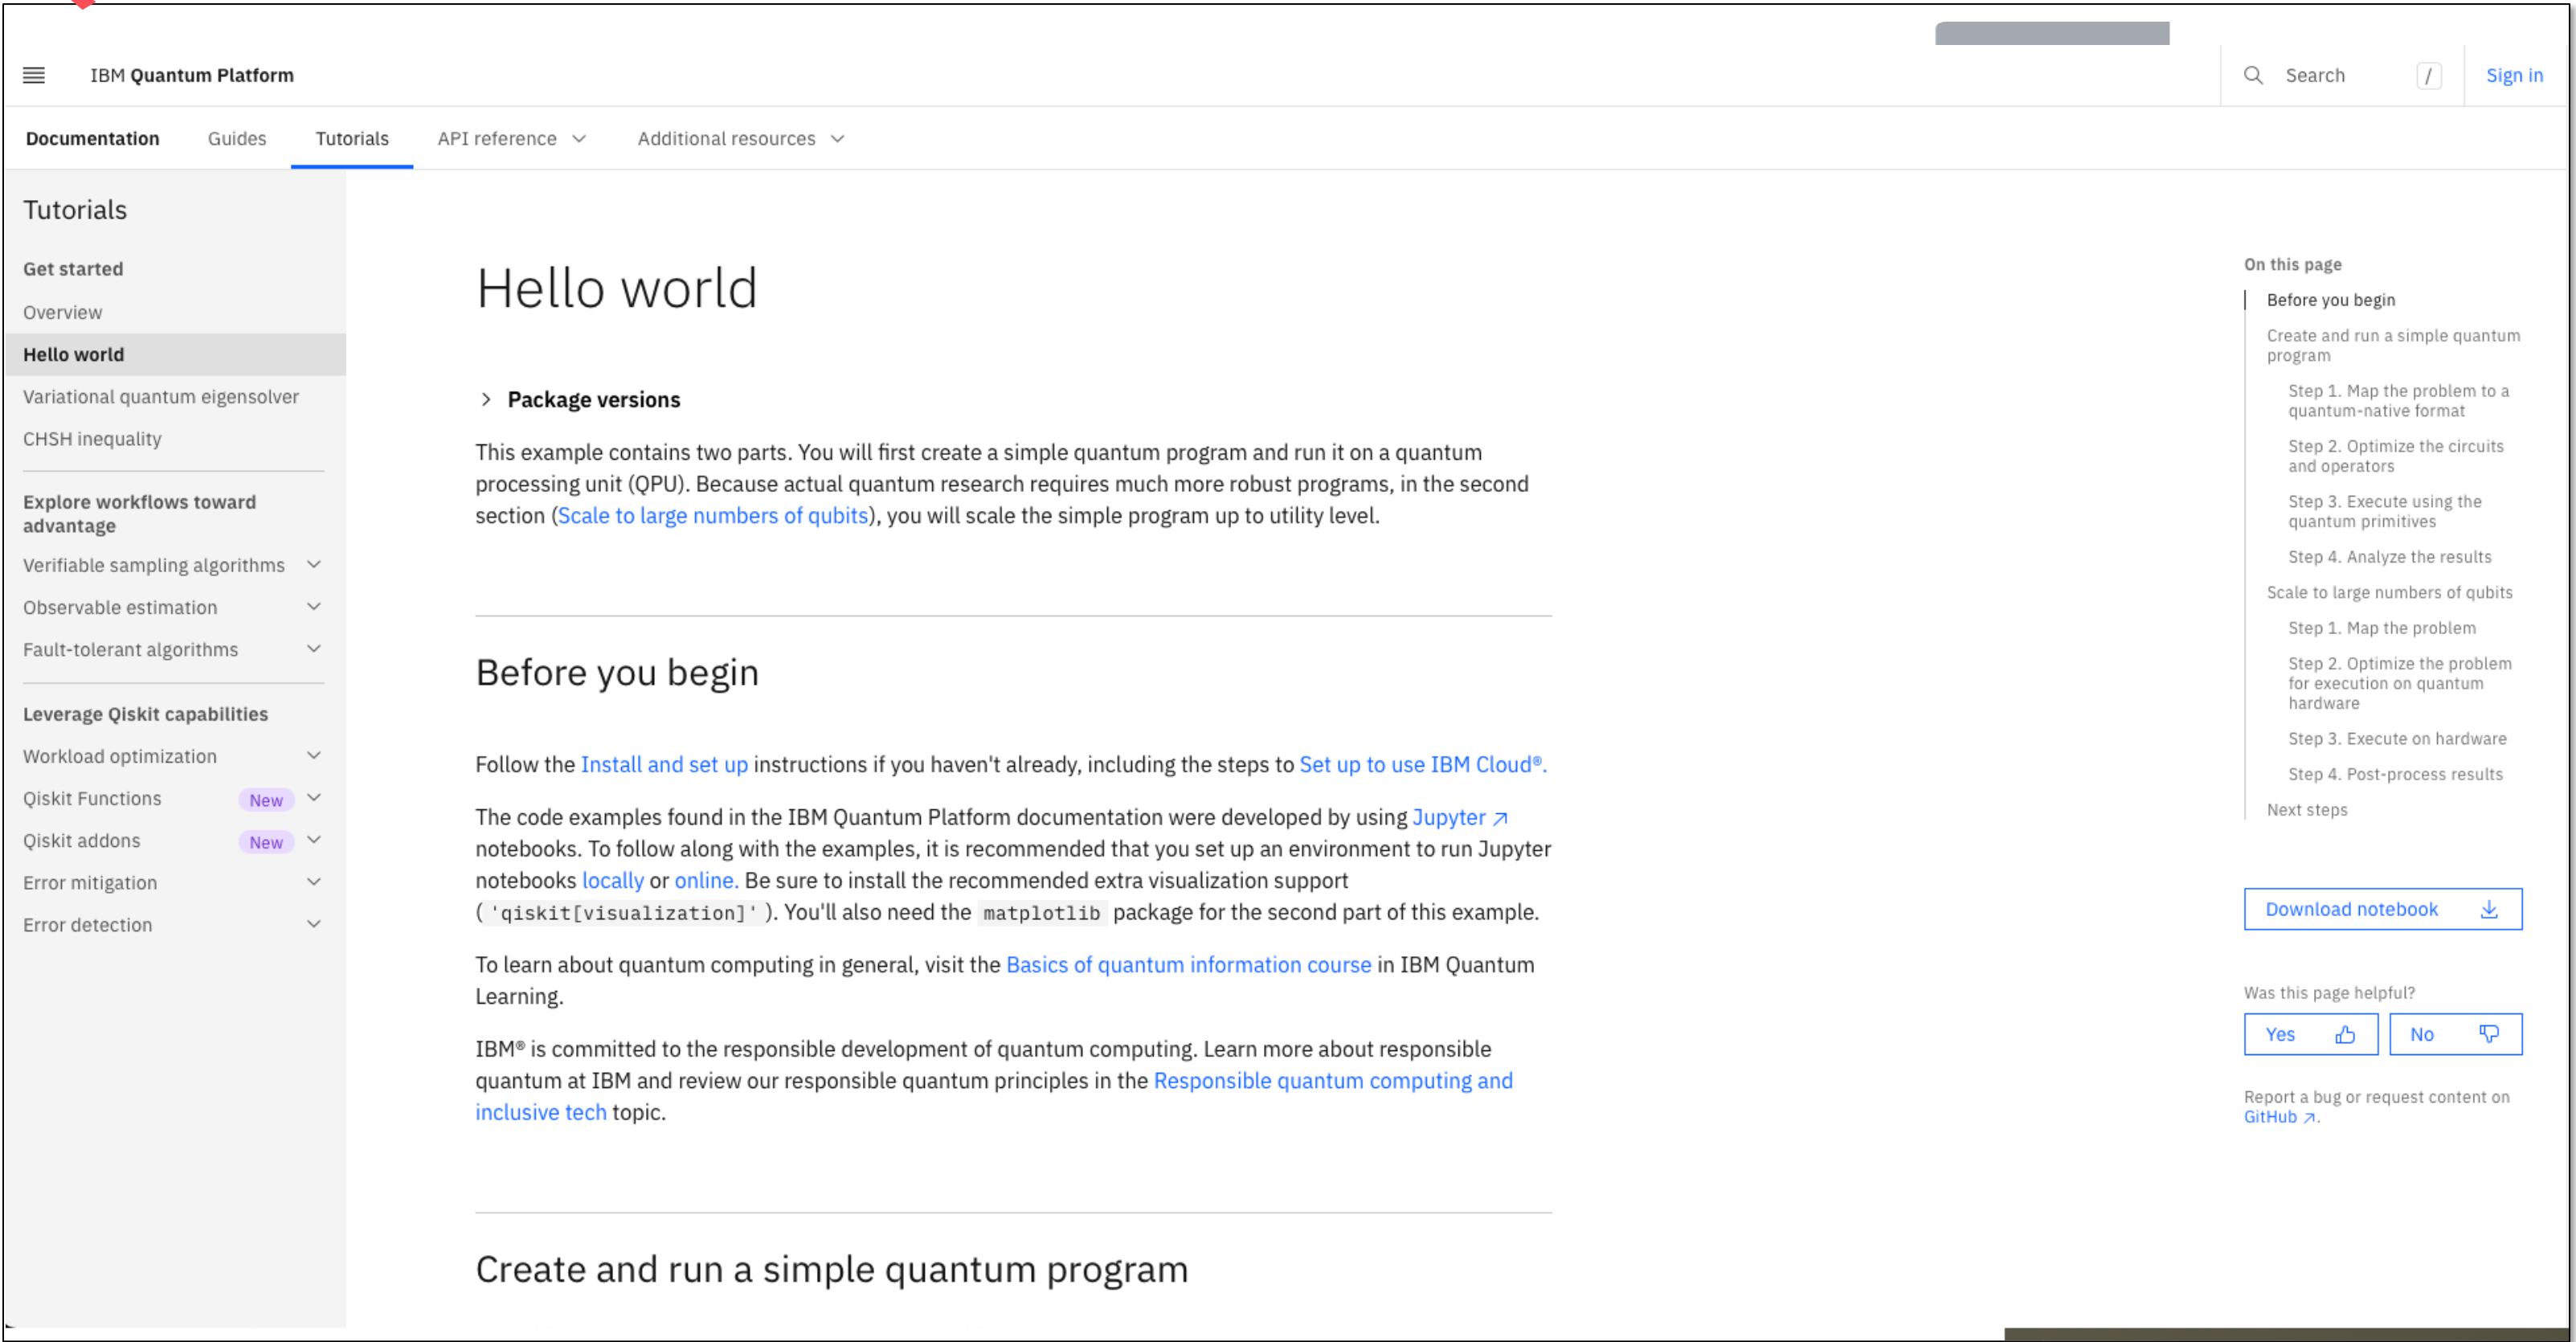 IBM Quantum Platform
Search
/
Sign in
Documentation
Guides
Tutorials
API reference
Additional resources
Tutorials
Get started
Overview
Hello world
Variational quantum eigensolver
CHSH inequality
Explore workflows toward
advantage
Verifiable sampling algorithms
Observable estimation
Fault-tolerant algorithms
Leverage Qiskit capabilities
Workload optimization
Qiskit Functions New
Qiskit addons New
Error mitigation
Error detection
Hello world
Package versions
This example contains two parts. You will first create a simple quantum program and run it on a quantum
processing unit (QPU). Because actual quantum research requires much more robust programs, in the second
section (Scale to large numbers of qubits), you will scale the simple program up to utility level.
Before you begin
Follow the Install and set up instructions if you haven't already, including the steps to Set up to use IBM Cloud®.
The code examples found in the IBM Quantum Platform documentation were developed by using Jupyter ↗
notebooks. To follow along with the examples, it is recommended that you set up an environment to run Jupyter
notebooks locally or online. Be sure to install the recommended extra visualization support
( 'qiskit[visualization]' ). You'll also need the matplotlib package for the second part of this example.
To learn about quantum computing in general, visit the Basics of quantum information course in IBM Quantum
Learning.
IBM® is committed to the responsible development of quantum computing. Learn more about responsible
quantum at IBM and review our responsible quantum principles in the Responsible quantum computing and
inclusive tech topic.
Create and run a simple quantum program
On this page
Before you begin
Create and run a simple quantum
program
Step 1. Map the problem to a
quantum-native format
Step 2. Optimize the circuits
and operators
Step 3. Execute using the
quantum primitives
Step 4. Analyze the results
Scale to large numbers of qubits
Step 1. Map the problem
Step 2. Optimize the problem
for execution on quantum
hardware
Step 3. Execute on hardware
Step 4. Post-process results
Next steps
Download notebook
Was this page helpful?
Yes
No
Report a bug or request content on
GitHub ↗.